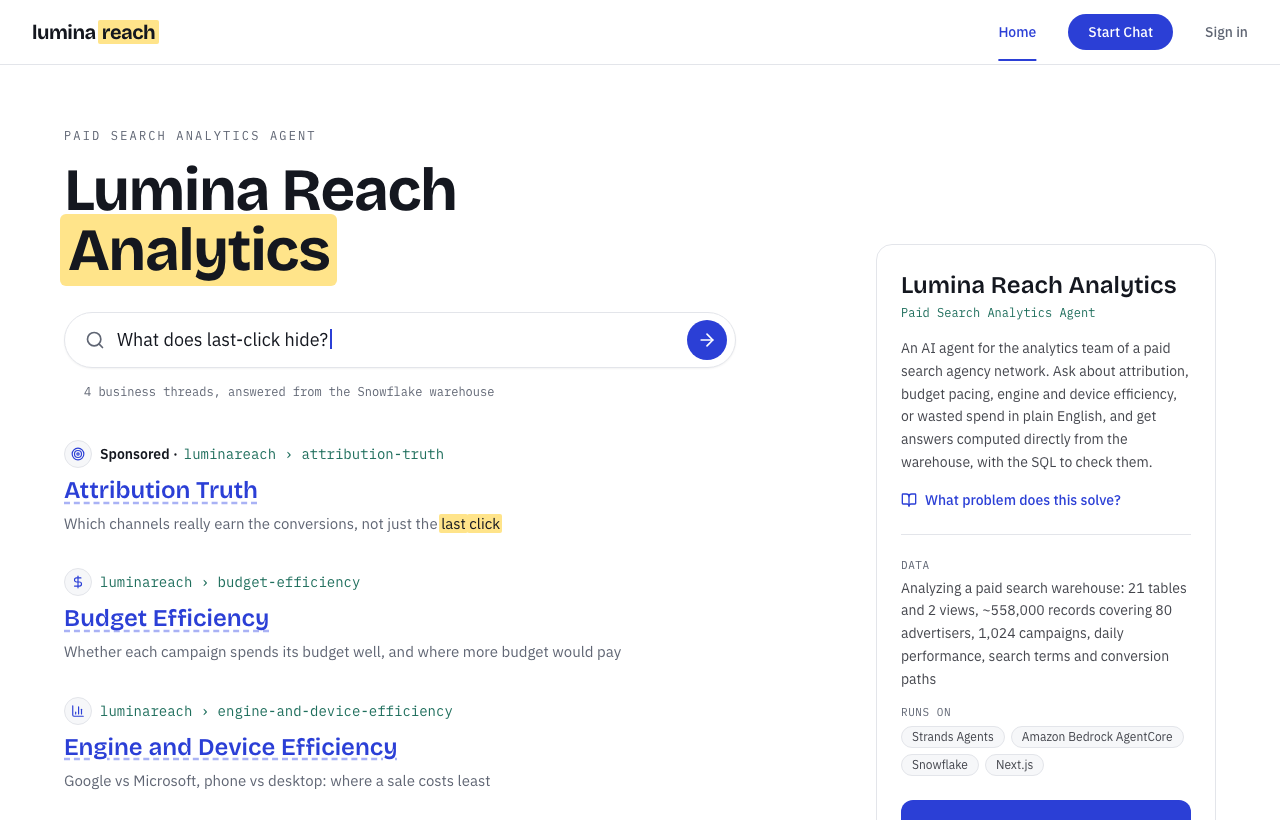 lumina reach
Home
Start Chat
Sign in
PAID SEARCH ANALYTICS AGENT
Lumina Reach
Analytics
What does last-click hide?
4 business threads, answered from the Snowflake warehouse
Sponsored · luminareach › attribution-truth
Attribution Truth
Which channels really earn the conversions, not just the last click
luminareach › budget-efficiency
Budget Efficiency
Whether each campaign spends its budget well, and where more budget would pay
luminareach › engine-and-device-efficiency
Engine and Device Efficiency
Google vs Microsoft, phone vs desktop: where a sale costs least
Lumina Reach Analytics
Paid Search Analytics Agent
An AI agent for the analytics team of a paid
search agency network. Ask about attribution,
budget pacing, engine and device efficiency,
or wasted spend in plain English, and get
answers computed directly from the
warehouse, with the SQL to check them.
What problem does this solve?
DATA
Analyzing a paid search warehouse: 21 tables
and 2 views, ~558,000 records covering 80
advertisers, 1,024 campaigns, daily
performance, search terms and conversion
paths
RUNS ON
Strands Agents
Amazon Bedrock AgentCore
Snowflake
Next.js